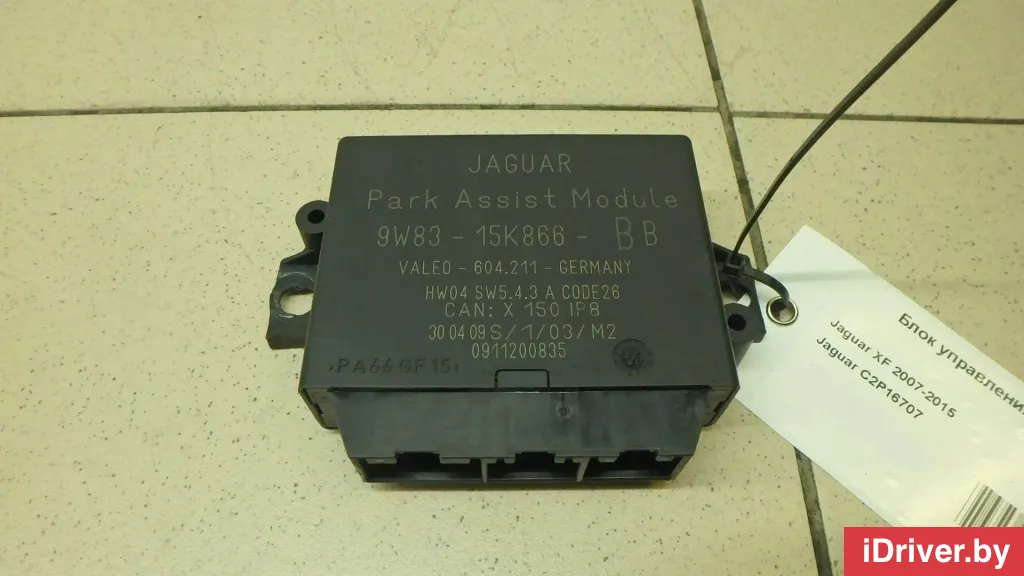 JAGUAR
Park Assist Module
9W83 - 15K866 - BB
VALEO - 604.211 - GERMANY
HW04 SW5.4.3 A CODE26
CAN: X 150 IP8
30 04 09 S/1/03/M2
0911200835
›PA66 GF15‹
Блок управлени
Jaguar XF 2007-2015
Jaguar C2P16707
iDriver.by